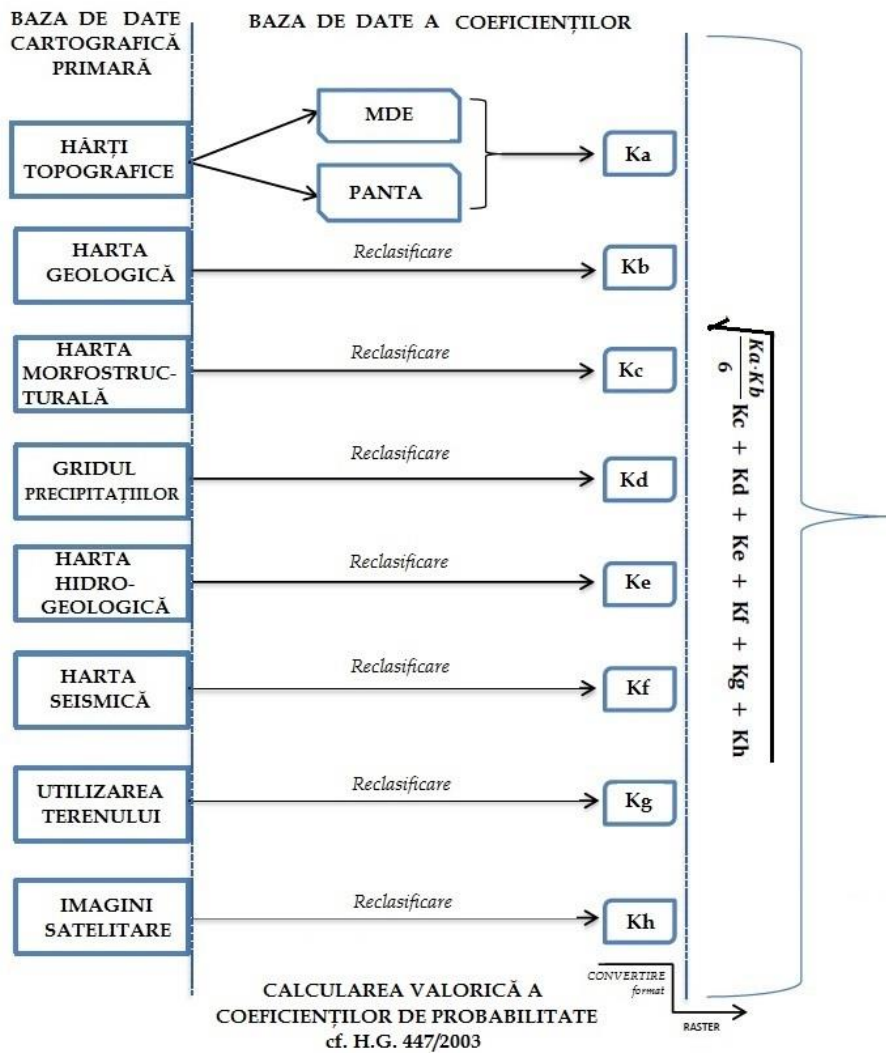 BAZA DE DATE
CARTOGRAFICĂ
PRIMARĂ
BAZA DE DATE A COEFICIENȚILOR
HĂRȚI
TOPOGRAFICE
MDE
PANTA
Ka
HARTA
GEOLOGICĂ
Reclasificare
Kb
HARTA
MORFOSTRUC-
TURALĂ
Reclasificare
Kc
GRIDUL
PRECIPITAȚIILOR
Reclasificare
Kd
HARTA
HIDRO-
GEOLOGICĂ
Reclasificare
Ke
HARTA
SEISMICĂ
Reclasificare
Kf
UTILIZAREA
TERENULUI
Reclasificare
Kg
IMAGINI
SATELITARE
Reclasificare
Kh
Ka·Kb
6
Kc + Kd + Ke + Kf + Kg + Kh
CONVERTIRE
format
RASTER
CALCULAREA VALORICĂ A
COEFICIENȚILOR DE PROBABILITATE
cf. H.G. 447/2003